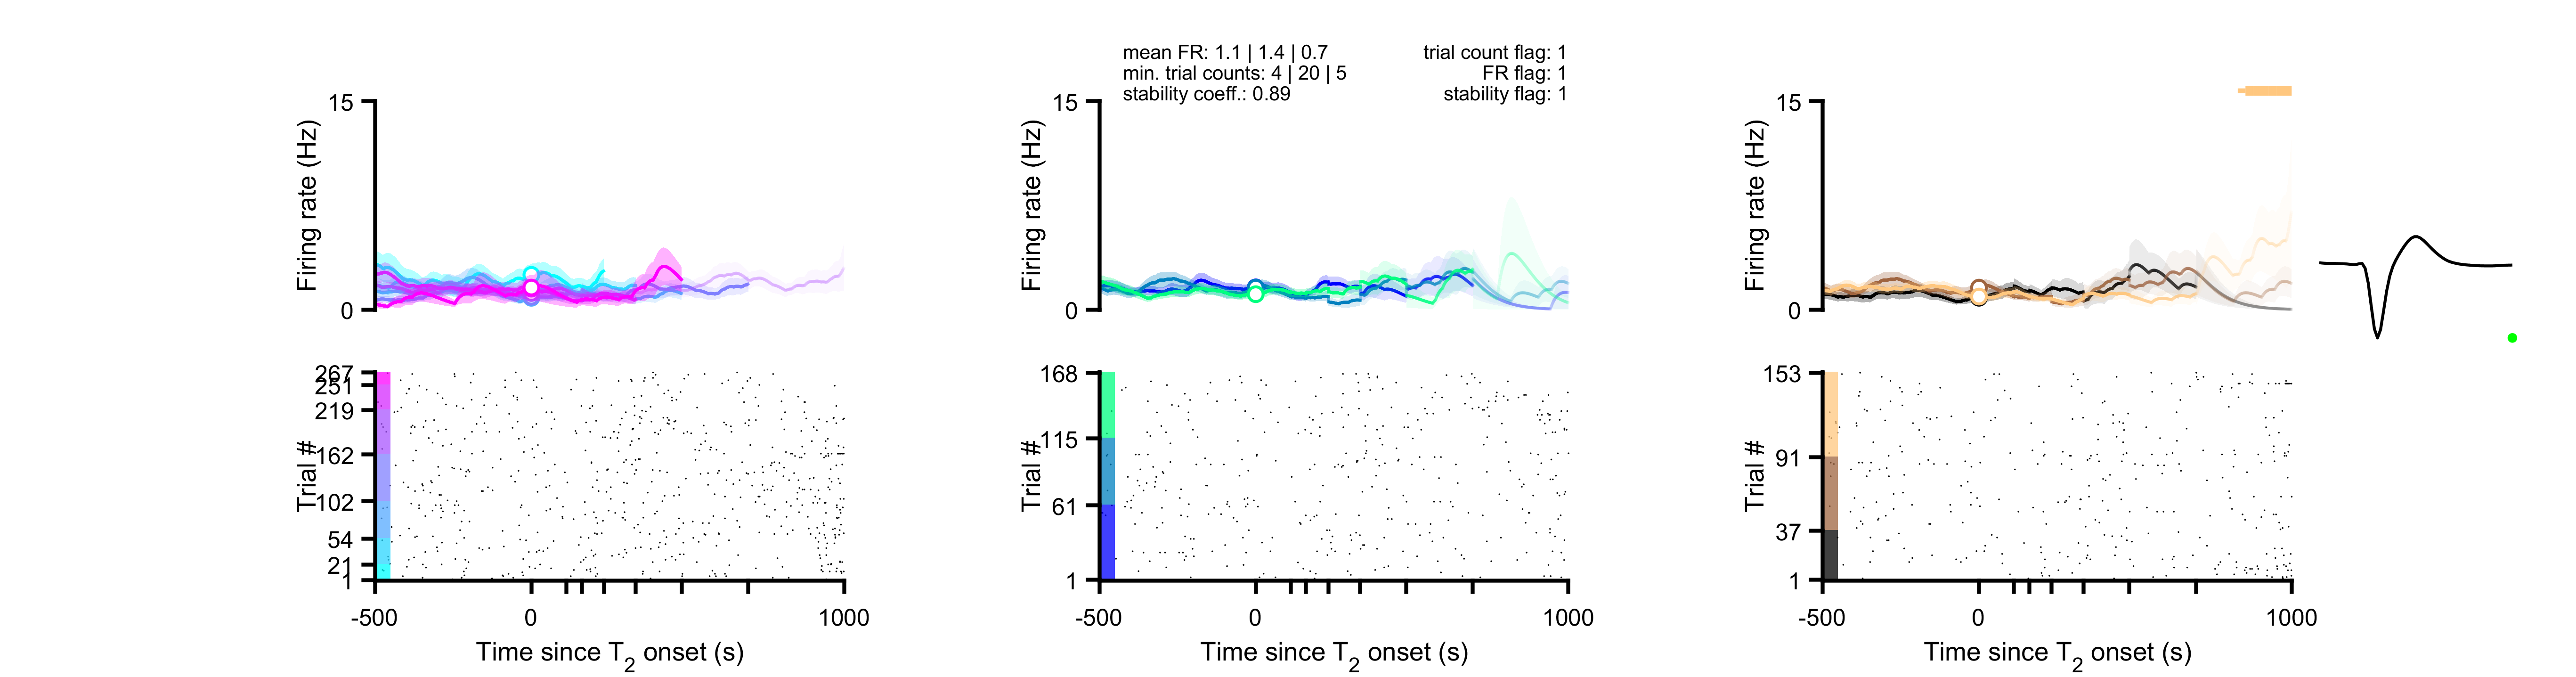 mean FR: 1.1 | 1.4 | 0.7
min. trial counts: 4 | 20 | 5
stability coeff.: 0.89
trial count flag: 1
FR flag: 1
stability flag: 1
15
Firing rate (Hz)
0
15
Firing rate (Hz)
0
15
Firing rate (Hz)
0
267
251
219
162
102
54
21
1
Trial #
-500
0
1000
Time since T2 onset (s)
168
115
61
1
Trial #
-500
0
1000
Time since T2 onset (s)
153
91
37
1
Trial #
-500
0
1000
Time since T2 onset (s)